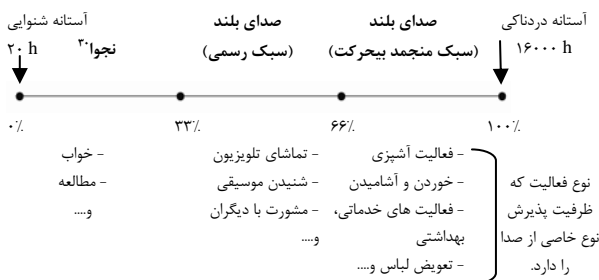 آستانه شنوایی
۲۰ h
نجوا۳۰
صدای بلند
(سبک رسمی)
صدای بلند
(سبک منجمد بیحرکت)
آستانه دردناکی
۱۶۰۰۰ h
۰٪
۳۳٪
۶۶٪
۱۰۰٪
- خواب
- مطالعه
و....
- تماشای تلویزیون
- شنیدن موسیقی
- مشورت با دیگران
و....
- فعالیت آشپزی
- خوردن و آشامیدن
- فعالیت های خدماتی،
بهداشتی
- تعویض لباس و....
نوع فعالیت که
ظرفیت پذیرش
نوع خاصی از صدا
را دارد.